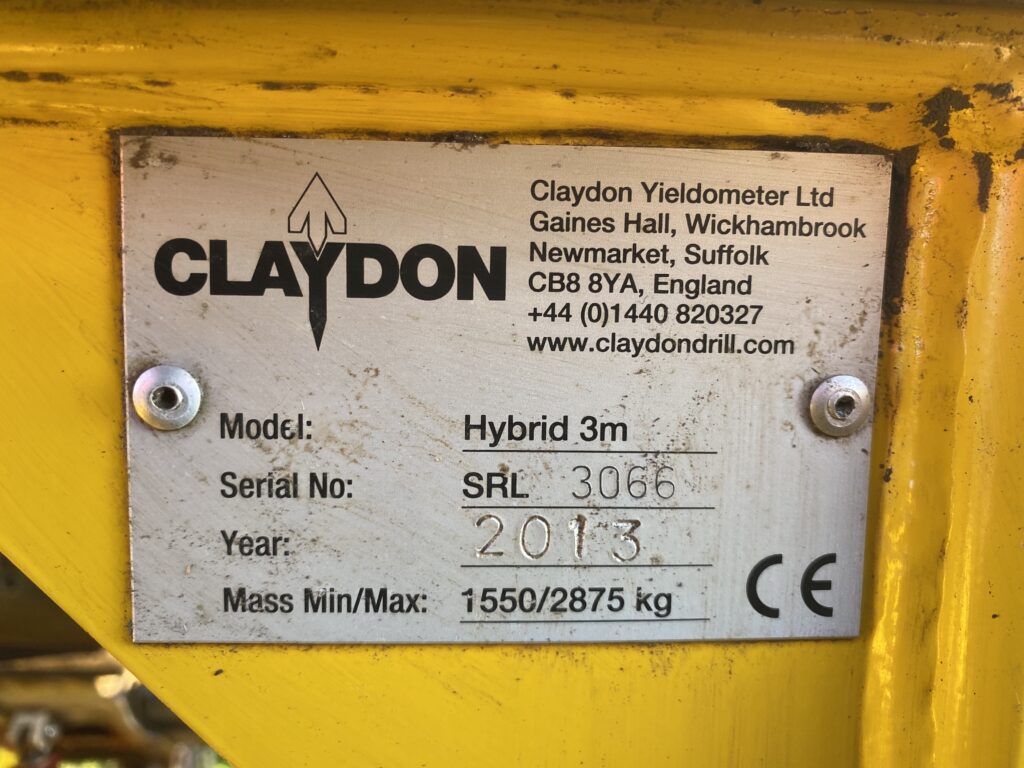 CLAYDON
Claydon Yieldometer Ltd
Gaines Hall, Wickhambrook
Newmarket, Suffolk
CB8 8YA, England
+44 (0)1440 820327
www.claydondrill.com
Model: Hybrid 3m
Serial No: SRL 3066
Year: 2013
Mass Min/Max: 1550/2875 kg
CE